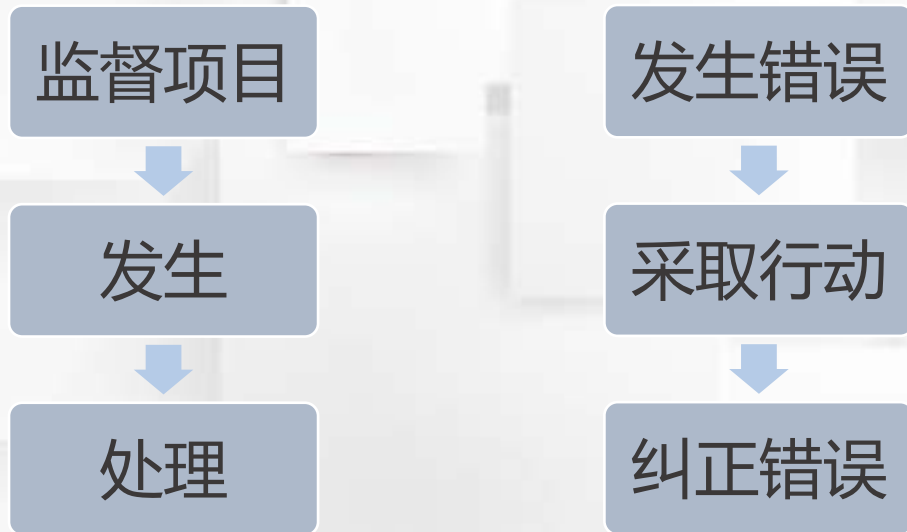 监督项目
发生
处理
发生错误
采取行动
纠正错误